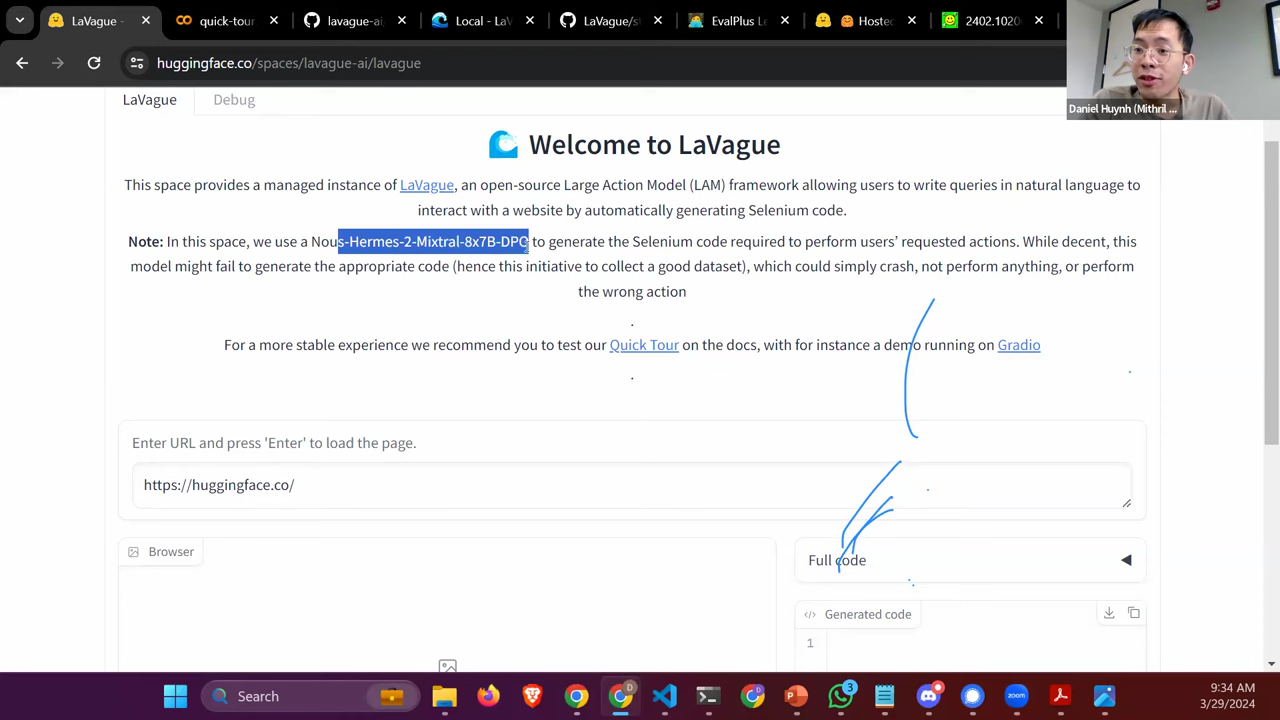 LaVague
quick-tour
lavague-ai
Local - LaV
LaVague/
EvalPlus Le
Hoste
2402.1020
huggingface.co/spaces/lavague-ai/lavague
Daniel Huynh (Mithril ...
LaVague Debug
Welcome to LaVague
This space provides a managed instance of LaVague, an open-source Large Action Model (LAM) framework allowing users to write queries in natural language to
interact with a website by automatically generating Selenium code.
Note: In this space, we use a Nous-Hermes-2-Mixtral-8x7B-DPO to generate the Selenium code required to perform users' requested actions. While decent, this
model might fail to generate the appropriate code (hence this initiative to collect a good dataset), which could simply crash, not perform anything, or perform
the wrong action
.
For a more stable experience we recommend you to test our Quick Tour on the docs, with for instance a demo running on Gradio
.
Enter URL and press 'Enter' to load the page.
https://huggingface.co/
Browser
Full code
Generated code
1
Search
3
9:34 AM
3/29/2024